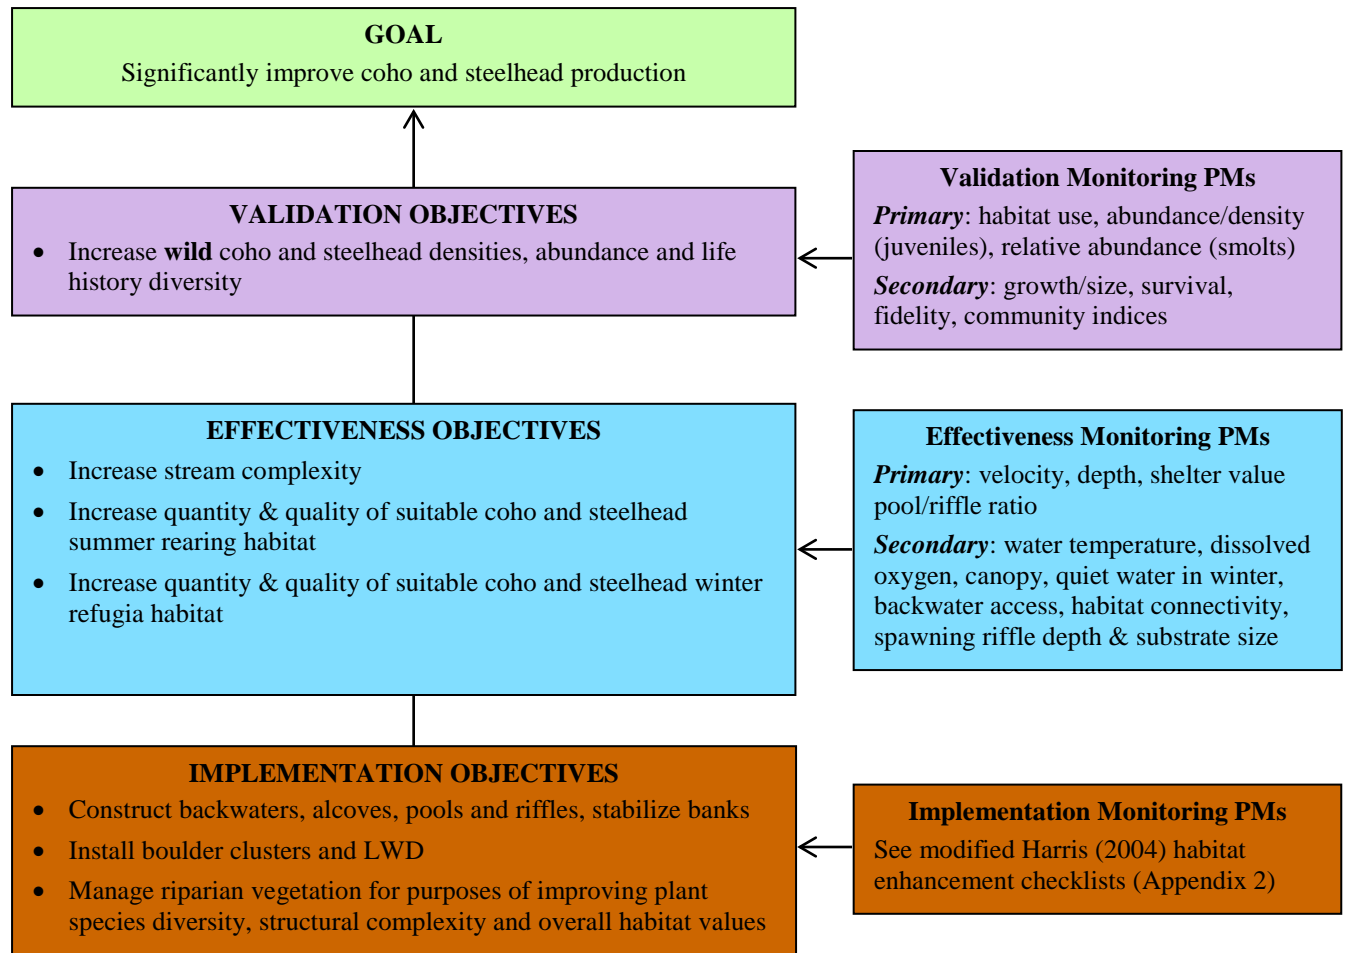 GOAL
Significantly improve coho and steelhead production
VALIDATION OBJECTIVES
• Increase wild coho and steelhead densities, abundance and life
history diversity
Validation Monitoring PMs
Primary: habitat use, abundance/density
(juveniles), relative abundance (smolts)
Secondary: growth/size, survival,
fidelity, community indices
EFFECTIVENESS OBJECTIVES
• Increase stream complexity
• Increase quantity & quality of suitable coho and steelhead
summer rearing habitat
• Increase quantity & quality of suitable coho and steelhead winter
refugia habitat
Effectiveness Monitoring PMs
Primary: velocity, depth, shelter value
pool/riffle ratio
Secondary: water temperature, dissolved
oxygen, canopy, quiet water in winter,
backwater access, habitat connectivity,
spawning riffle depth & substrate size
IMPLEMENTATION OBJECTIVES
• Construct backwaters, alcoves, pools and riffles, stabilize banks
• Install boulder clusters and LWD
• Manage riparian vegetation for purposes of improving plant
species diversity, structural complexity and overall habitat values
Implementation Monitoring PMs
See modified Harris (2004) habitat
enhancement checklists (Appendix 2)